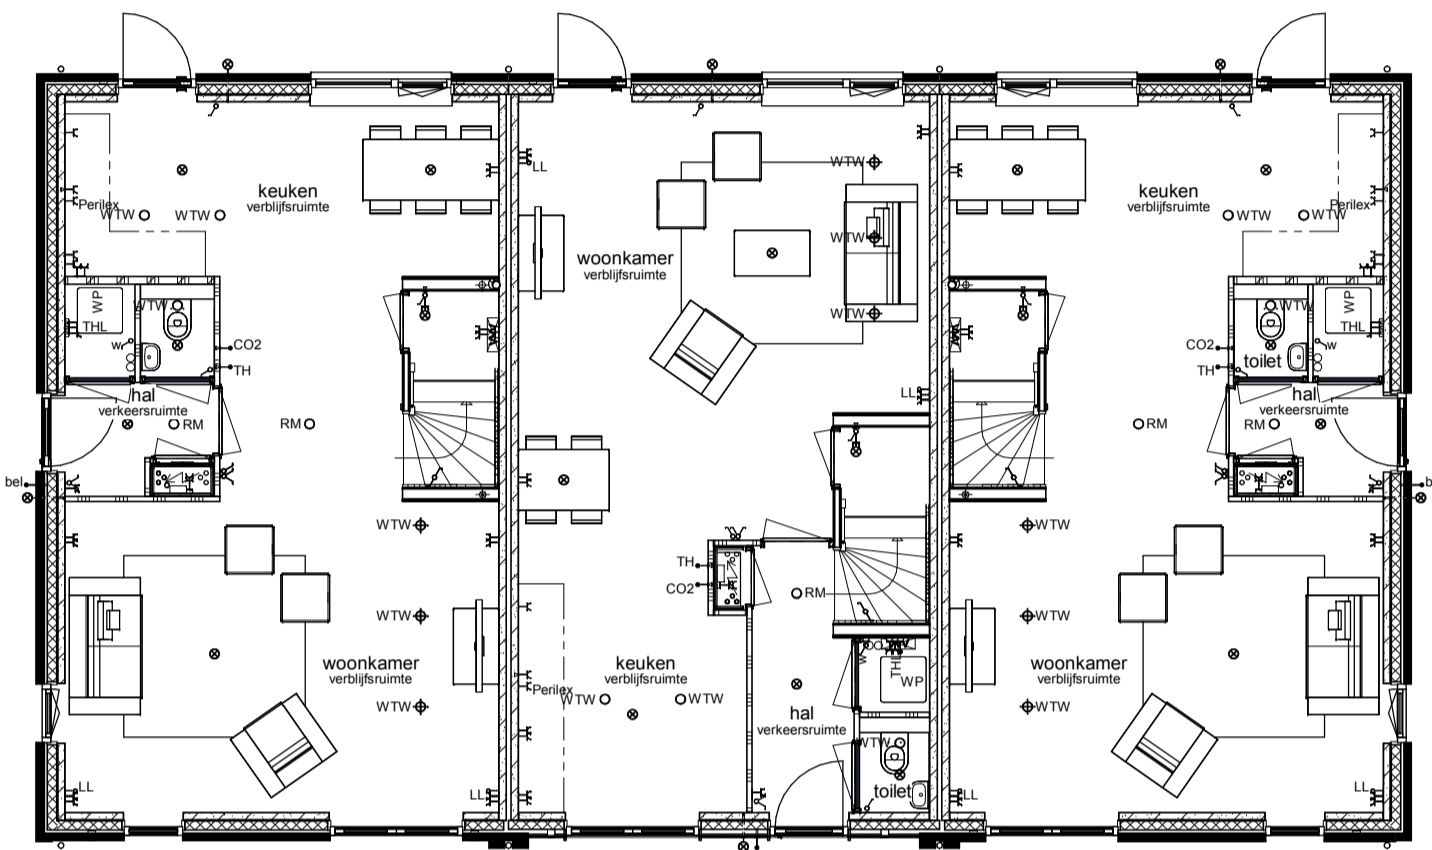 keuken
verblijfsruimte
Perilex
WTW
WTW
WP
THL
WTW
w
CO2
TH
hal
verkeersruimte
RM
RM
bel
WTW
WTW
WTW
woonkamer
verblijfsruimte
LL
LL
LL
woonkamer
verblijfsruimte
WTW
WTW
WTW
LL
TH
CO2
RM
keuken
verblijfsruimte
Perilex
WTW
WTW
hal
verkeersruimte
w
THL
WP
WTW
toilet
keuken
verblijfsruimte
Perilex
WTW
WTW
WTW
WP
THL
w
CO2
TH
toilet
hal
verkeersruimte
RM
RM
b
WTW
WTW
WTW
woonkamer
verblijfsruimte
LL
LL